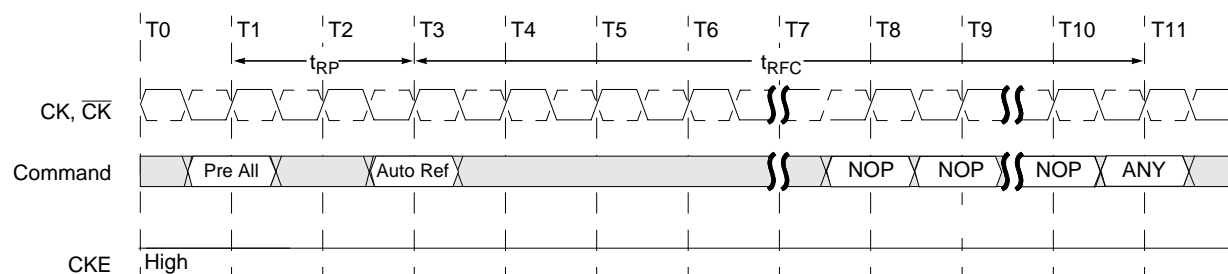 T0 T1 T2 T3 T4 T5 T6 T7 T8 T9 T10 T11
tRP tRFC
CK, C̅K̅
Command Pre All Auto Ref NOP NOP NOP ANY
CKE High